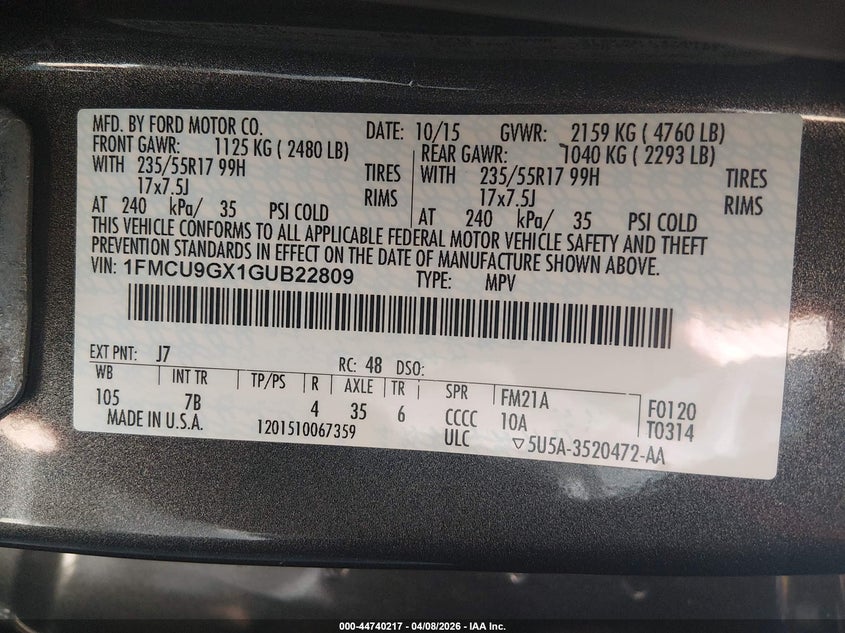 MFD. BY FORD MOTOR CO. DATE: 10/15 GVWR: 2159 KG ( 4760 LB)
FRONT GAWR: 1125 KG ( 2480 LB) REAR GAWR: 1040 KG ( 2293 LB)
WITH 235/55R17 99H TIRES WITH 235/55R17 99H TIRES
17x7.5J RIMS 17x7.5J RIMS
AT 240 kPa/ 35 PSI COLD AT 240 kPa/ 35 PSI COLD
THIS VEHICLE CONFORMS TO ALL APPLICABLE FEDERAL MOTOR VEHICLE SAFETY AND THEFT
PREVENTION STANDARDS IN EFFECT ON THE DATE OF MANUFACTURE SHOWN ABOVE.
VIN: 1FMCU9GX1GUB22809 TYPE: MPV
EXT PNT: J7 RC: 48 DSO:
WB INT TR TP/PS R AXLE TR SPR FM21A F0120
105 7B 4 35 6 CCCC 10A T0314
MADE IN U.S.A. 1201510067359 ULC ▽5U5A-3520472-AA
000-44740217 - 04/08/2026 - IAA Inc.